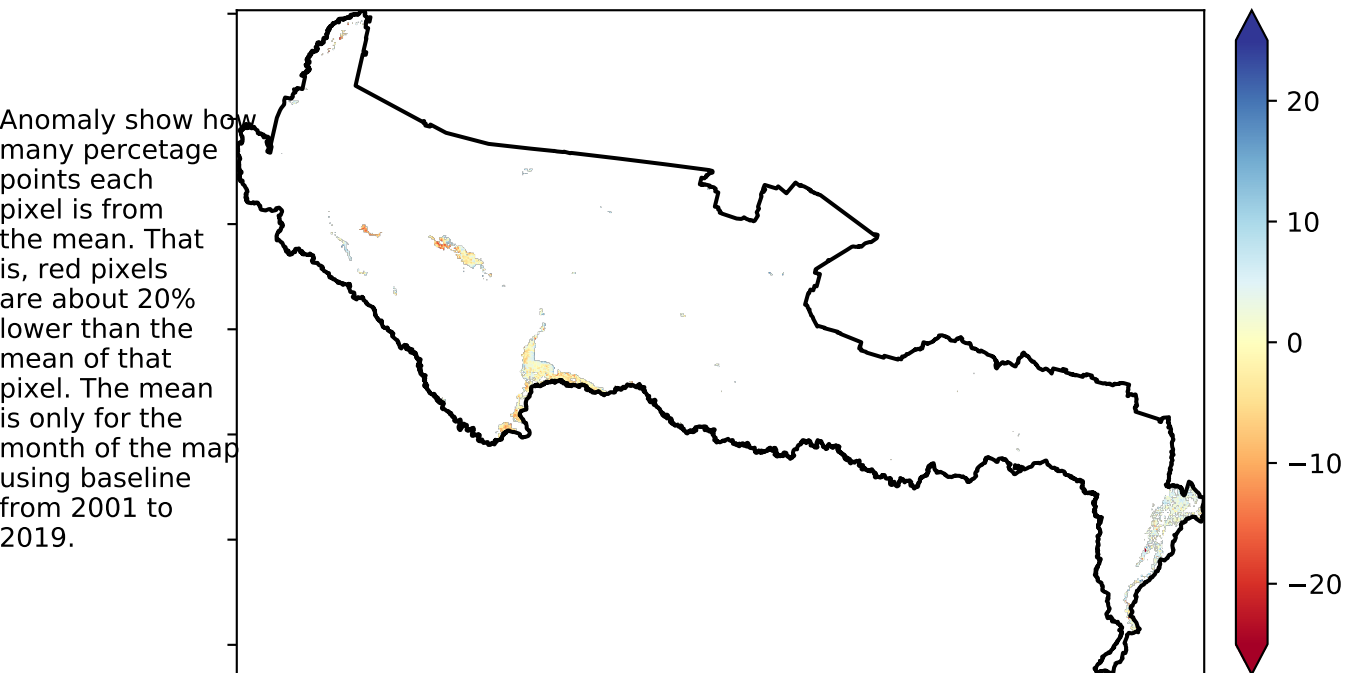 Anomaly show how
many percetage
points each
pixel is from
the mean. That
is, red pixels
are about 20%
lower than the
mean of that
pixel. The mean
is only for the
month of the map
using baseline
from 2001 to
2019.
20
10
0
−10
−20